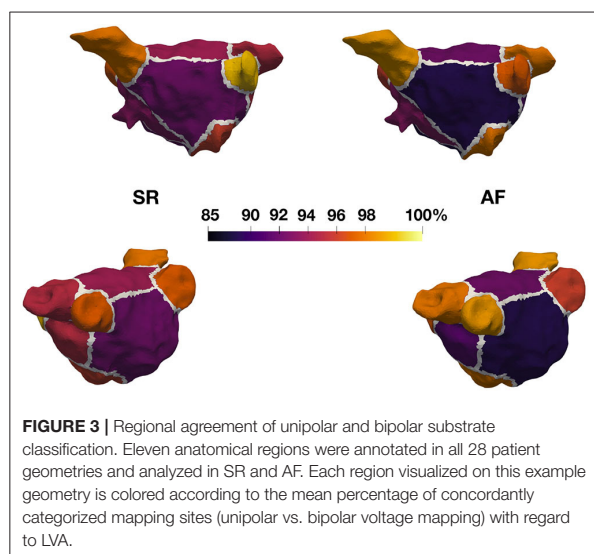 SR
AF
85 90 92 94 96 98 100%
FIGURE 3 | Regional agreement of unipolar and bipolar substrate
classification. Eleven anatomical regions were annotated in all 28 patient
geometries and analyzed in SR and AF. Each region visualized on this example
geometry is colored according to the mean percentage of concordantly
categorized mapping sites (unipolar vs. bipolar voltage mapping) with regard
to LVA.